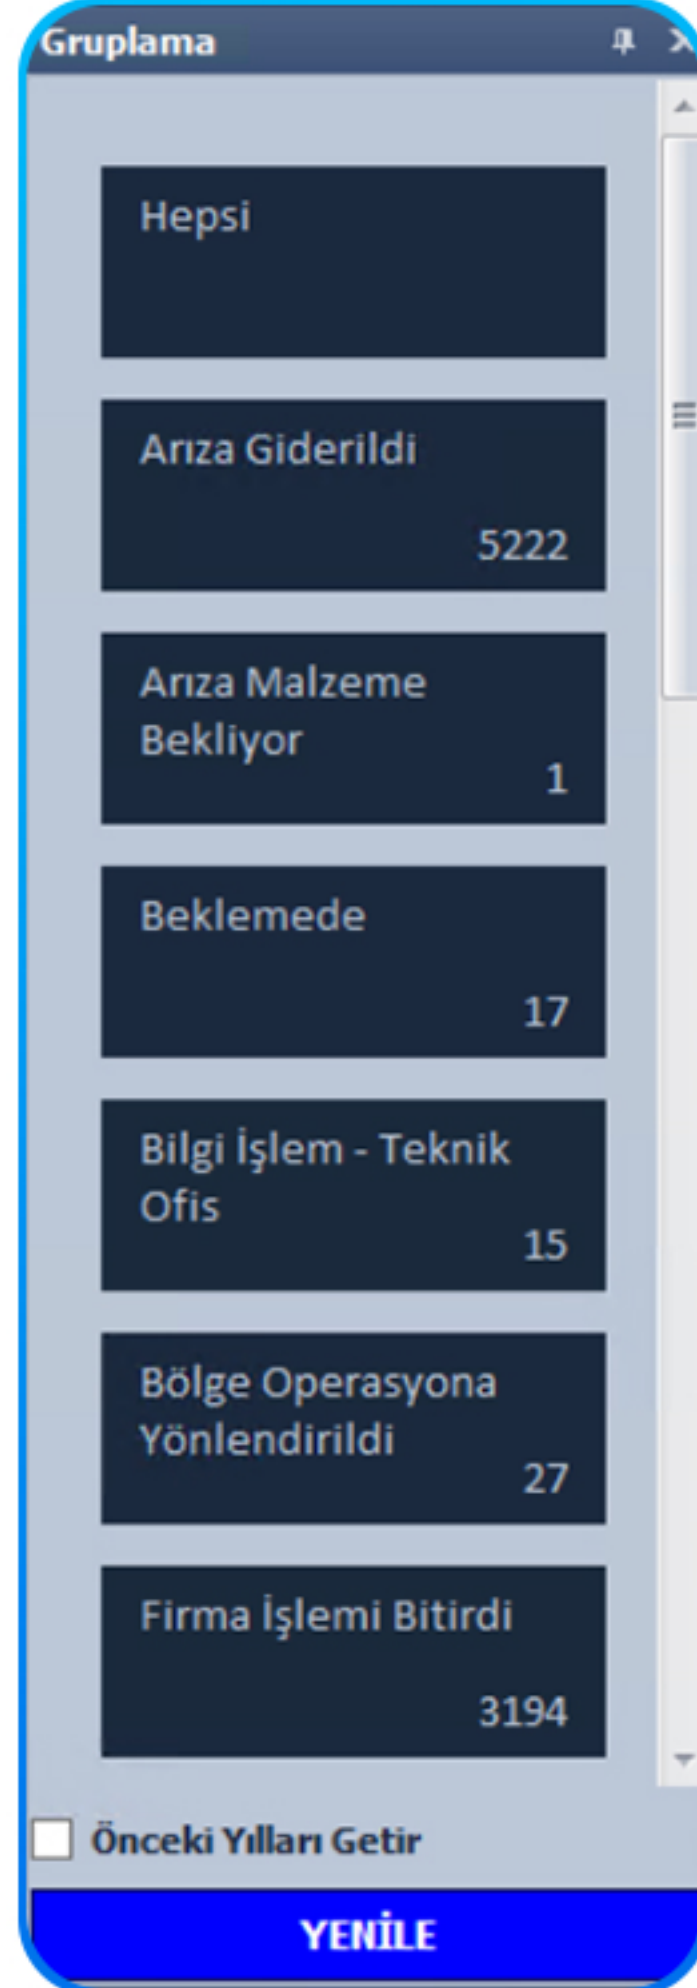 Gruplama
Hepsi
Arıza Giderildi
5222
Arıza Malzeme
Bekliyor
1
Beklemede
17
Bilgi İşlem - Teknik
Ofis
15
Bölge Operasyona
Yönlendirildi
27
Firma İşlemi Bitirdi
3194
Önceki Yılları Getir
YENİLE